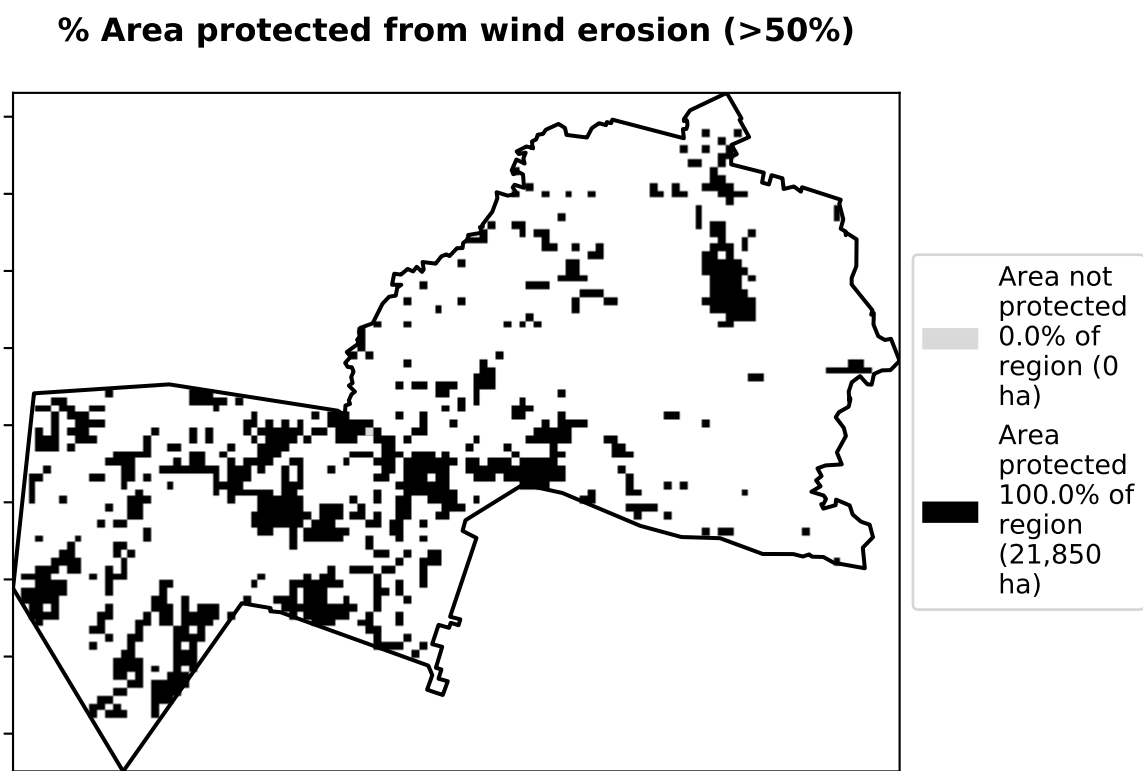 % Area protected from wind erosion (>50%)
Area not
protected
0.0% of
region (0
ha)
Area
protected
100.0% of
region
(21,850
ha)